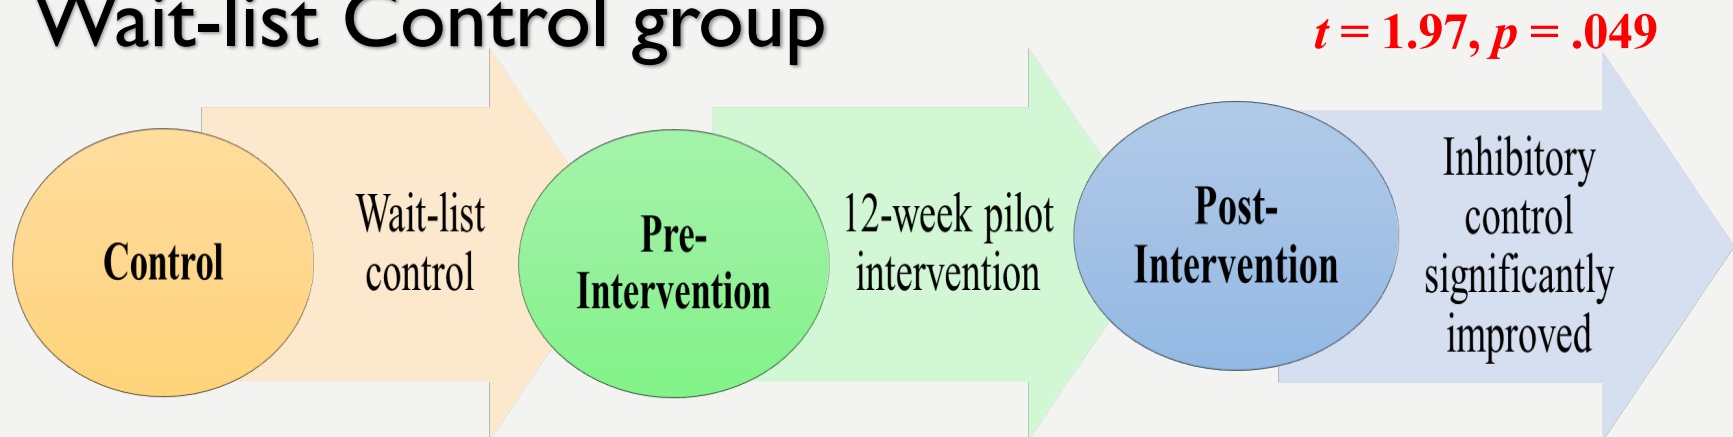 Wait-list Control group
t = 1.97, p = .049
Control
Wait-list
control
Pre-
Intervention
12-week pilot
intervention
Post-
Intervention
Inhibitory
control
significantly
improved